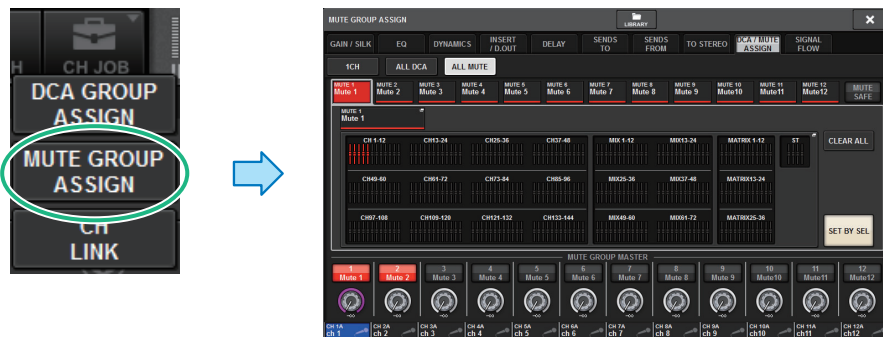 H CH JOB
DCA GROUP
ASSIGN
MUTE GROUP
ASSIGN
CH
LINK
MUTE GROUP ASSIGN
LIBRARY
GAIN / SILK EQ DYNAMICS INSERT / D.OUT DELAY SENDS TO SENDS FROM TO STEREO DCA / MUTE ASSIGN SIGNAL FLOW
1CH ALL DCA ALL MUTE
MUTE 1 MUTE 2 MUTE 3 MUTE 4 MUTE 5 MUTE 6 MUTE 7 MUTE 8 MUTE 9 MUTE 10 MUTE 11 MUTE 12
Mute 1 Mute 2 Mute 3 Mute 4 Mute 5 Mute 6 Mute 7 Mute 8 Mute 9 Mute10 Mute11 Mute12 MUTE SAFE
MUTE 1
Mute 1
CH 1-12 CH13-24 CH25-36 CH37-48 MIX 1-12 MIX13-24 MATRIX 1-12 ST CLEAR ALL
CH49-60 CH61-72 CH73-84 CH85-96 MIX25-36 MIX37-48 MATRIX13-24
CH97-108 CH109-120 CH121-132 CH133-144 MIX49-60 MIX61-72 MATRIX25-36 SET BY SEL
MUTE GROUP MASTER
1 2 3 4 5 6 7 8 9 10 11 12
Mute 1 Mute 2 Mute 3 Mute 4 Mute 5 Mute 6 Mute 7 Mute 8 Mute 9 Mute10 Mute11 Mute12
-∞ -∞ -∞ -∞ -∞ -∞ -∞ -∞ -∞ -∞ -∞ -∞
CH 1A CH 2A CH 3A CH 4A CH 5A CH 6A CH 7A CH 8A CH 9A CH 10A CH 11A CH 12A
ch 1 ch 2 ch 3 ch 4 ch 5 ch 6 ch 7 ch 8 ch 9 ch10 ch11 ch12